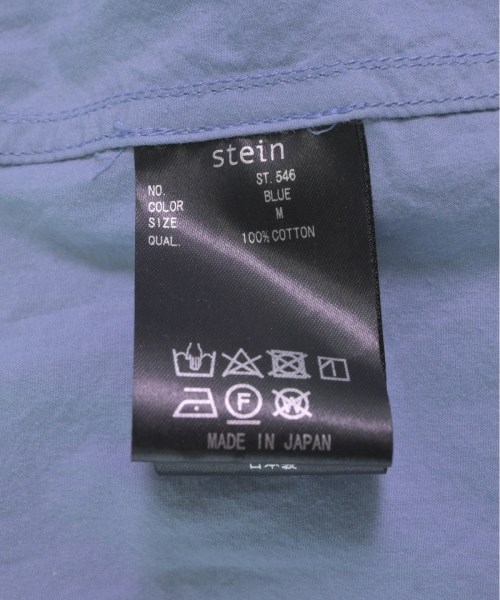 stein
NO. ST.546
COLOR BLUE
SIZE M
QUAL. 100% COTTON
F
W
MADE IN JAPAN